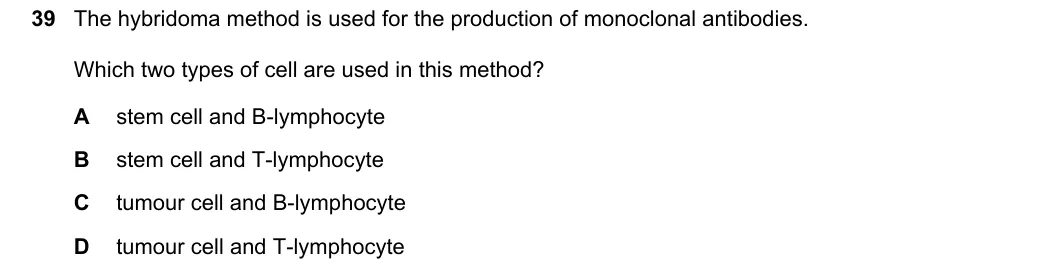 39 The hybridoma method is used for the production of monoclonal antibodies.
Which two types of cell are used in this method?
A stem cell and B-lymphocyte
B stem cell and T-lymphocyte
C tumour cell and B-lymphocyte
D tumour cell and T-lymphocyte